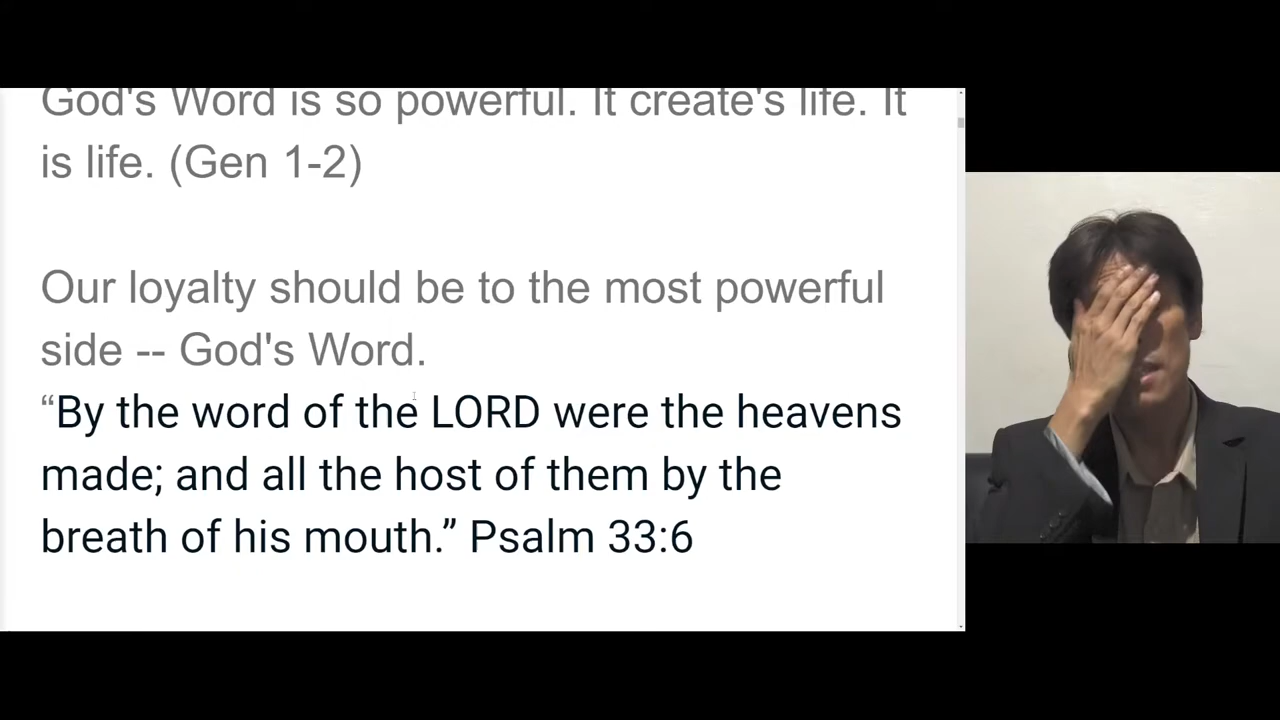 God's Word is so powerful. It create's life. It
is life. (Gen 1-2)
Our loyalty should be to the most powerful
side -- God's Word.
“By the word of the LORD were the heavens
made; and all the host of them by the
breath of his mouth.” Psalm 33:6